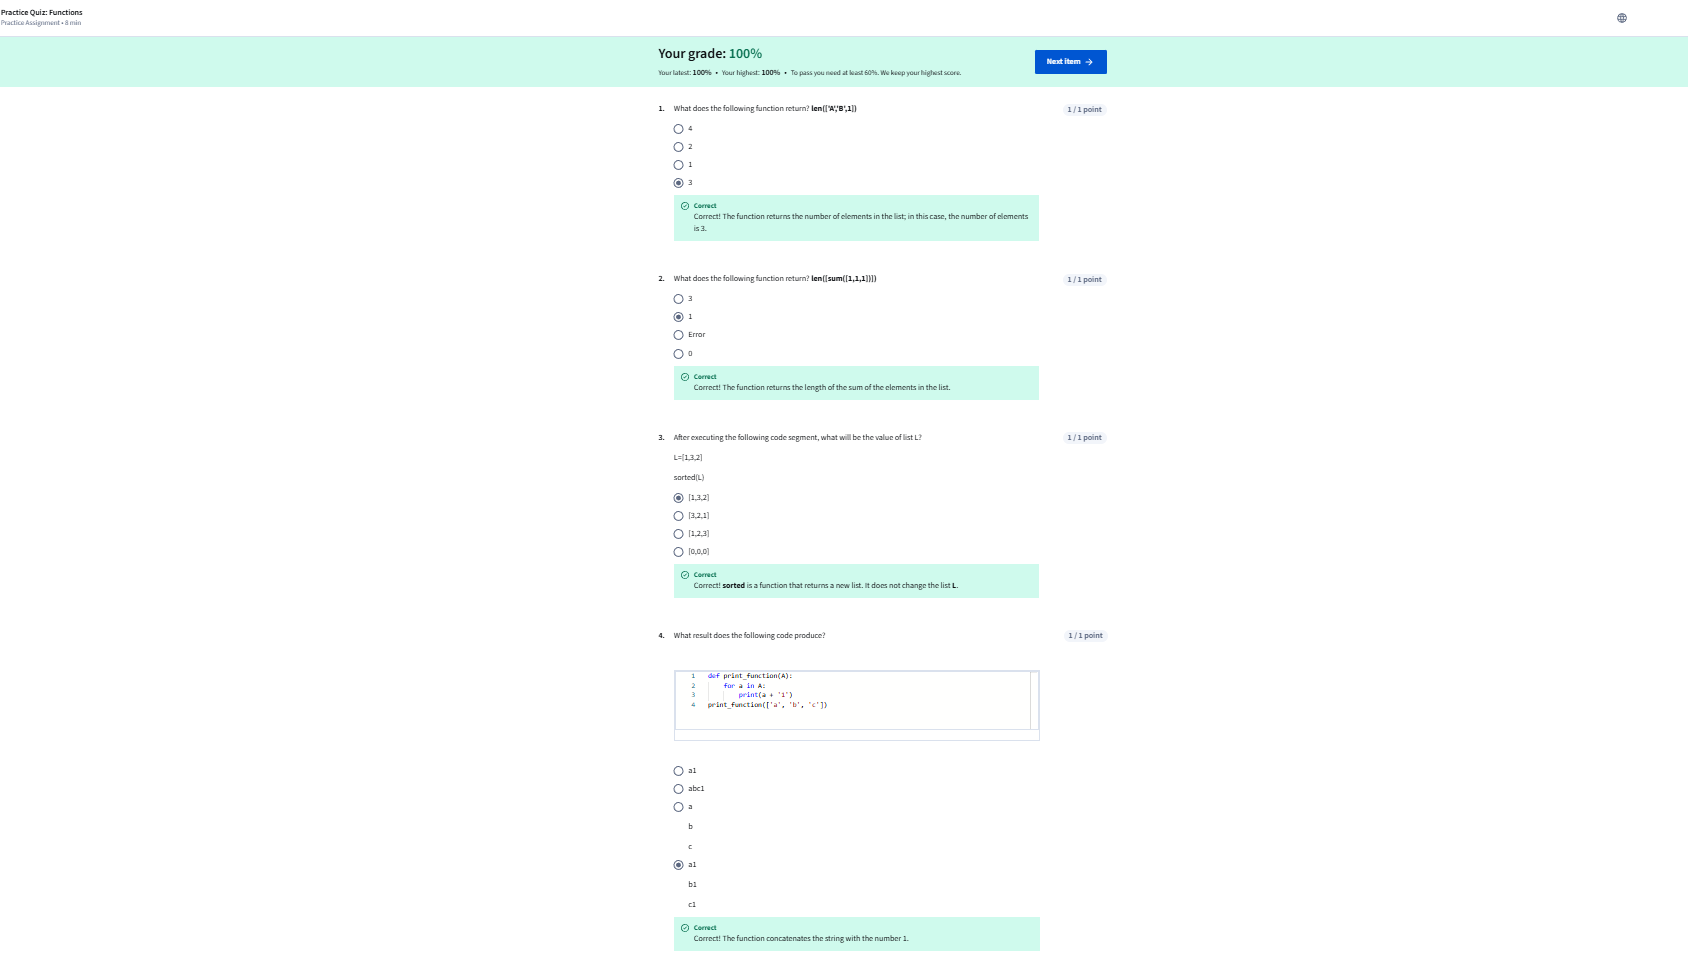 Practice Quiz: Functions
Practice Assignment • 8 min
Your grade: 100%
Next item →
Your latest: 100% • Your highest: 100% • To pass you need at least 60%. We keep your highest score.
1. What does the following function return? len(['A','B',1])
1 / 1 point
4
2
1
3
Correct
Correct! The function returns the number of elements in the list; in this case, the number of elements
is 3.
2. What does the following function return? len([sum([1,1,1])])
1 / 1 point
3
1
Error
0
Correct
Correct! The function returns the length of the sum of the elements in the list.
3. After executing the following code segment, what will be the value of list L?
1 / 1 point
L=[1,3,2]
sorted(L)
[1,3,2]
[3,2,1]
[1,2,3]
[0,0,0]
Correct
Correct! sorted is a function that returns a new list. It does not change the list L.
4. What result does the following code produce?
1 / 1 point
1 def print_function(A):
2 for a in A:
3 print(a + '1')
4 print_function(['a', 'b', 'c'])
a1
abc1
a
b
c
a1
b1
c1
Correct
Correct! The function concatenates the string with the number 1.